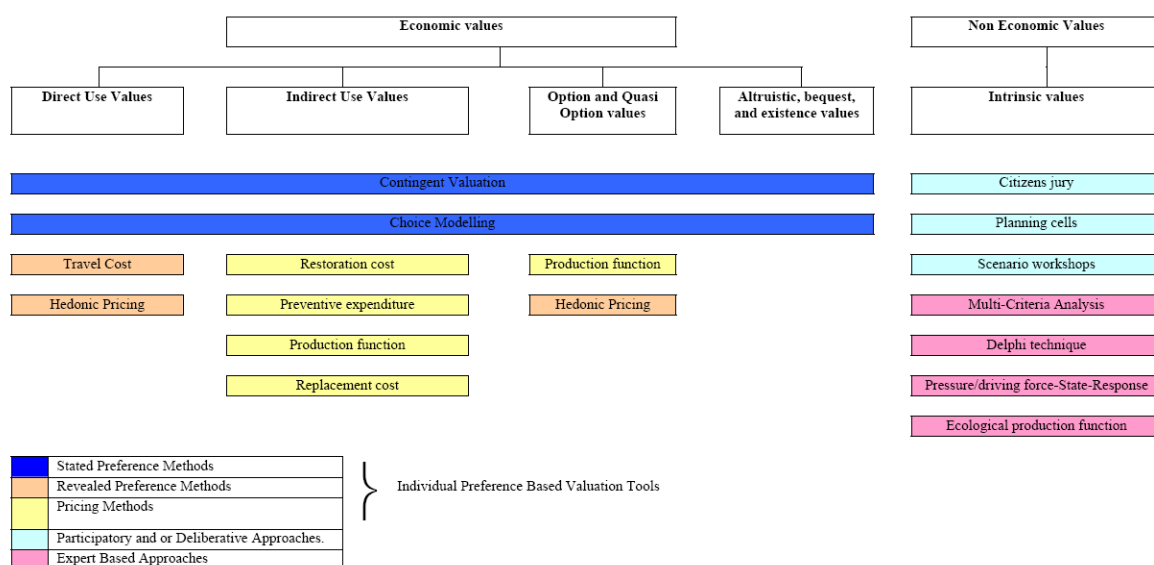 Economic values
Non Economic Values
Direct Use Values
Indirect Use Values
Option and Quasi
Option values
Altruistic, bequest,
and existence values
Intrinsic values
Contingent Valuation
Citizens jury
Choice Modelling
Planning cells
Travel Cost
Restoration cost
Production function
Scenario workshops
Hedonic Pricing
Preventive expenditure
Hedonic Pricing
Multi-Criteria Analysis
Production function
Delphi technique
Replacement cost
Pressure/driving force-State-Response
Ecological production function
Stated Preference Methods
Revealed Preference Methods
Individual Preference Based Valuation Tools
Pricing Methods
Participatory and or Deliberative Approaches.
Expert Based Approaches